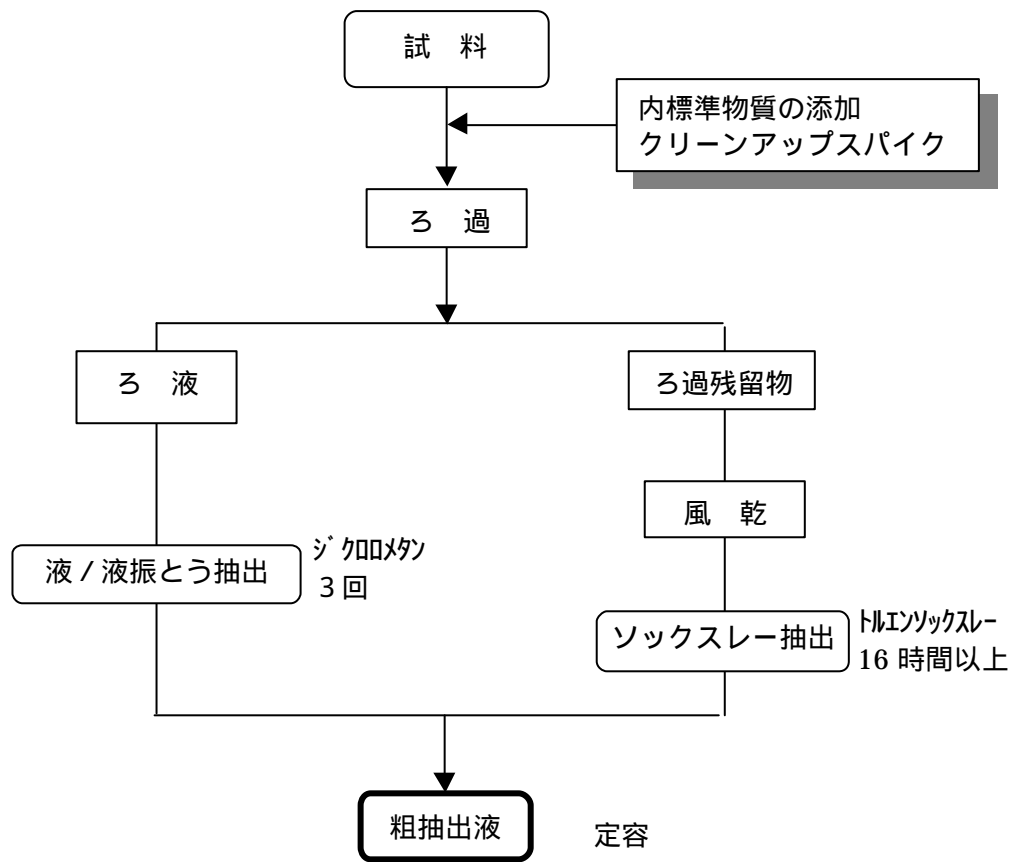 試 料
内標準物質の添加
クリーンアップスパイク
ろ 過
ろ 液
ろ過残留物
風 乾
液/液振とう抽出
ジクロロメタン
3回
ソックスレー抽出
トルエンソックスレー
16 時間以上
粗抽出液
定容